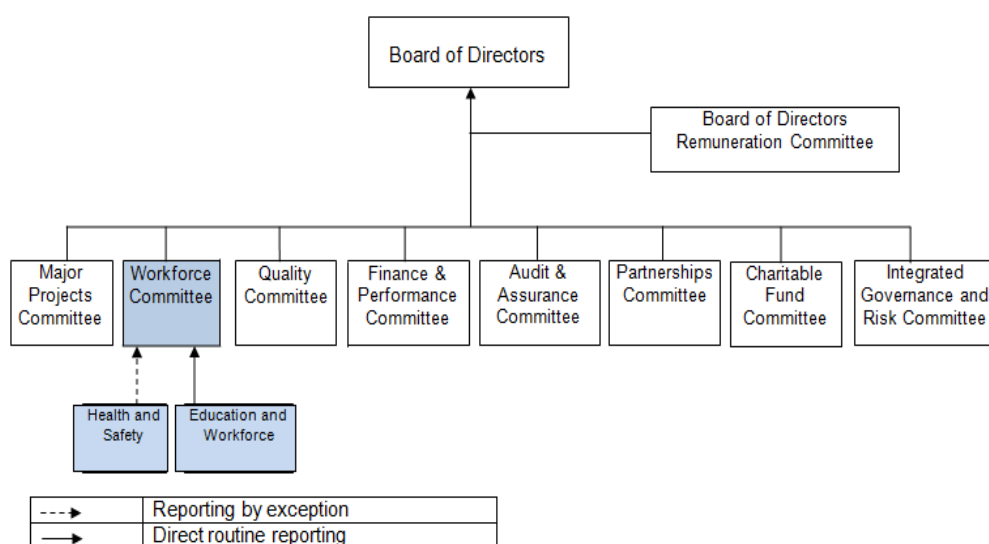 Board of Directors
Board of Directors
Remuneration Committee
Major
Projects
Committee
Workforce
Committee
Quality
Committee
Finance &
Performance
Committee
Audit &
Assurance
Committee
Partnerships
Committee
Charitable
Fund
Committee
Integrated
Governance and
Risk Committee
Health and
Safety
Education and
Workforce
Reporting by exception
Direct routine reporting